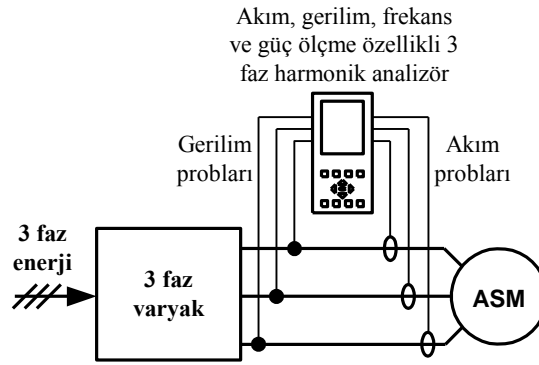 Akım, gerilim, frekans
ve güç ölçme özellikli 3
faz harmonik analizör
Gerilim
probları
Akım
probları
3 faz
enerji
3 faz
varyak
ASM